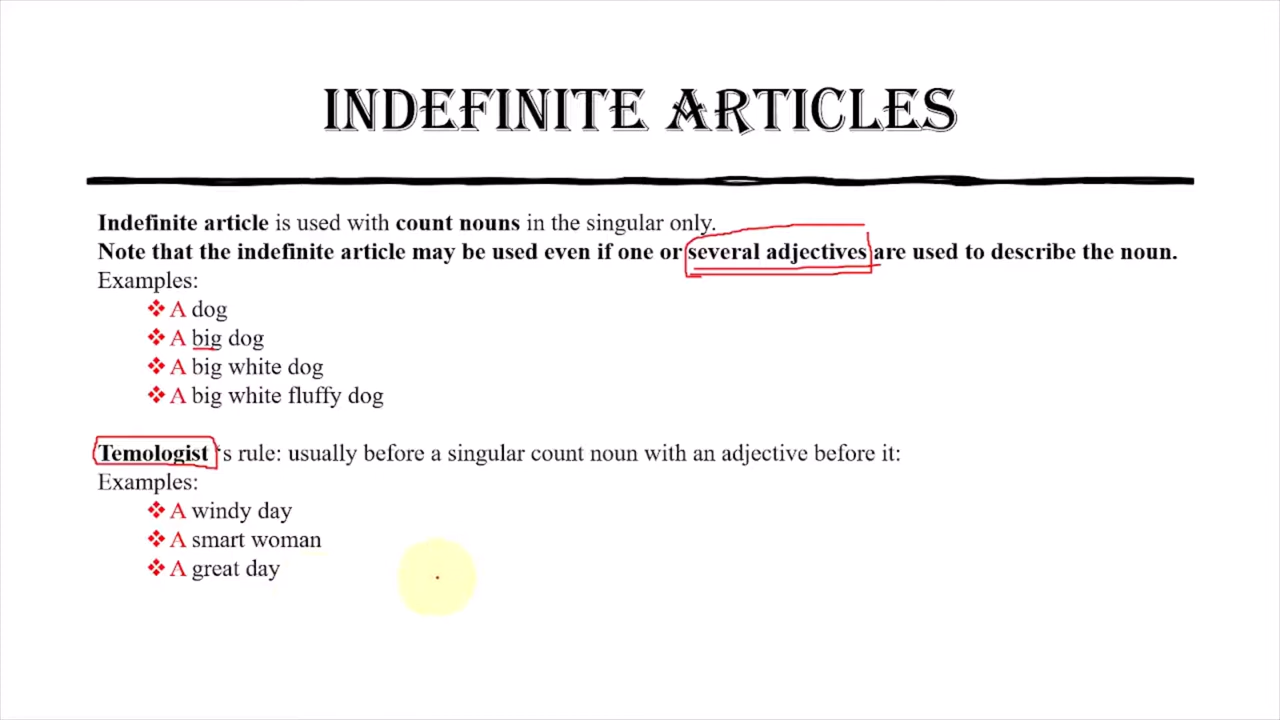 INDEFINITE ARTICLES
Indefinite article is used with count nouns in the singular only.
Note that the indefinite article may be used even if one or several adjectives are used to describe the noun.
Examples:
❖ A dog
❖ A big dog
❖ A big white dog
❖ A big white fluffy dog
Temologist 's rule: usually before a singular count noun with an adjective before it:
Examples:
❖ A windy day
❖ A smart woman
❖ A great day